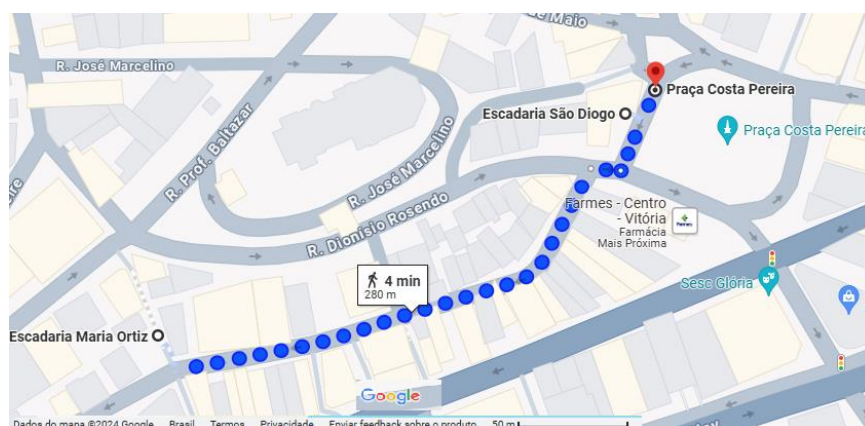 de Maio
R. José Marcelino
Praça Costa Pereira
Escadaria São Diogo
Praça Costa Pereira
R. Prof. Baltazar
R. José Marcelino
R. Dionísio Rosendo
Farmes - Centro
- Vitória
Farmácia
Mais Próxima
4 min
280 m
Sesc Glória
Escadaria Maria Ortiz
Google
Dados do mapa ©2024 Google Brasil Termos Privacidade Enviar feedback sobre o produto 50 m